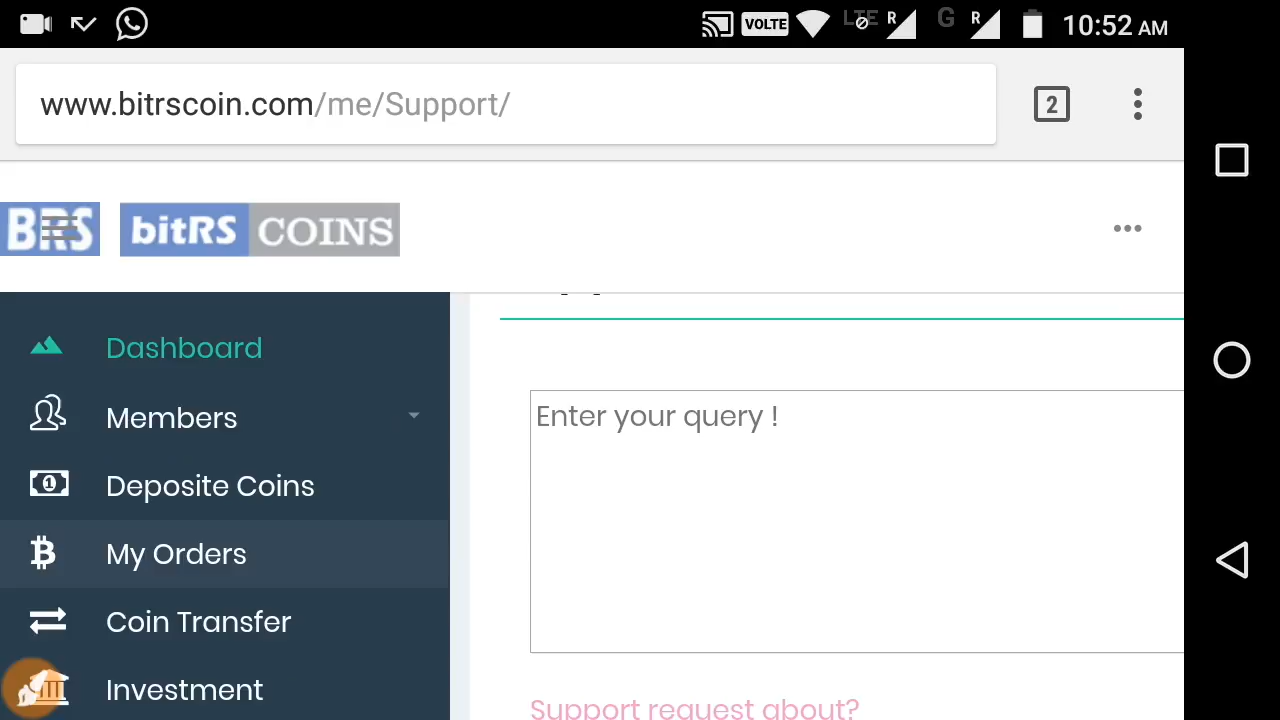 VOLTE LTE R G R 10:52 AM
www.bitrscoin.com/me/Support/
2
BRS bitRS COINS
Dashboard
Members
Deposite Coins
My Orders
Coin Transfer
Investment
Enter your query !
Support request about?